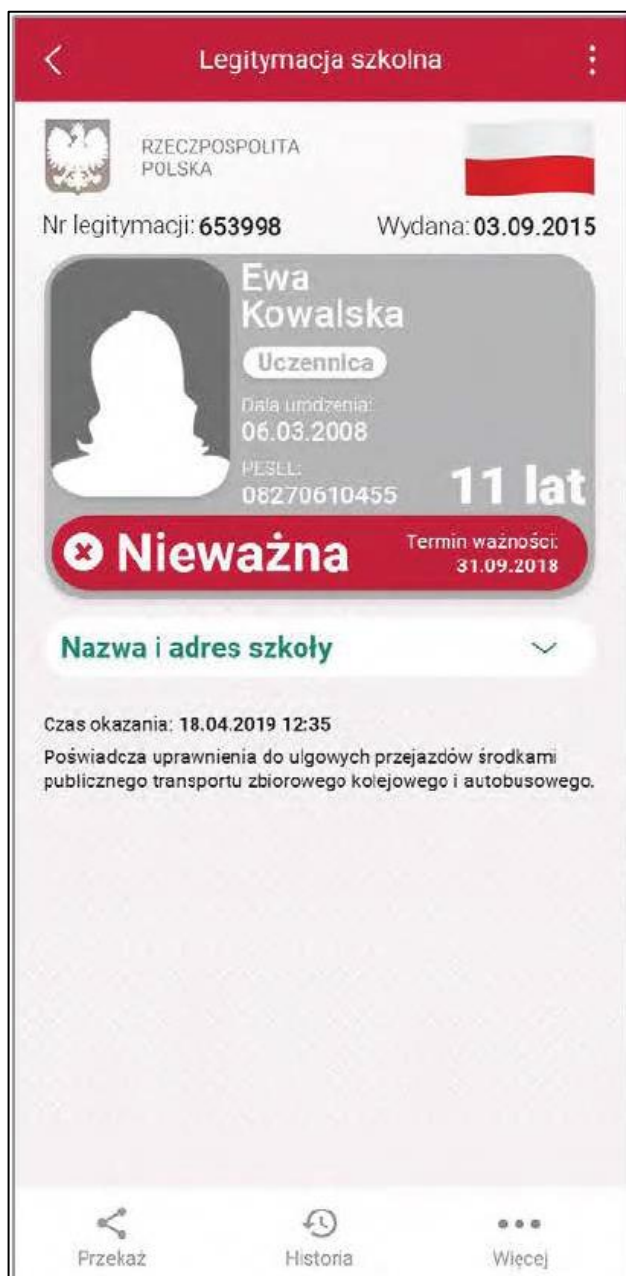 Legitymacja szkolna
RZECZPOSPOLITA
POLSKA
Nr legitymacji: 653998 Wydana: 03.09.2015
Ewa
Kowalska
Uczennica
Data urodzenia:
06.03.2008
PESEL:
08270610455
11 lat
Nieważna
Termin ważności:
31.09.2018
Nazwa i adres szkoły
Czas okazania: 18.04.2019 12:35
Poświadcza uprawnienia do ulgowych przejazdów środkami
publicznego transportu zbiorowego kolejowego i autobusowego.
Przekaż Historia Więcej